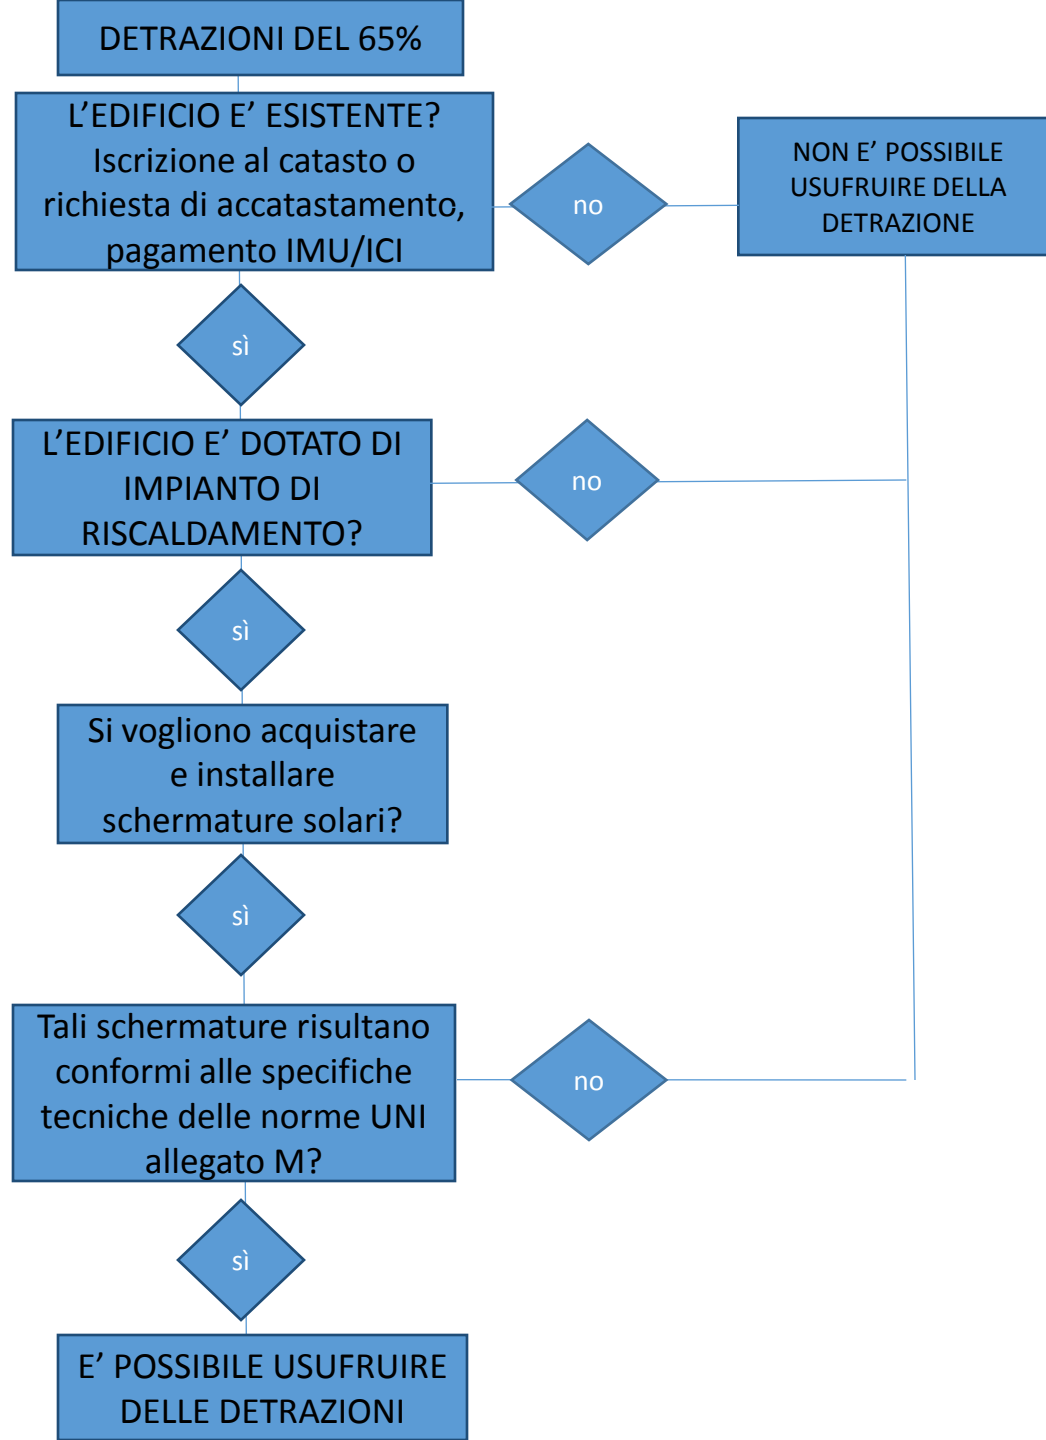 DETRAZIONI DEL 65%
L’EDIFICIO E’ ESISTENTE?
Iscrizione al catasto o
richiesta di accatastamento,
pagamento IMU/ICI
no
NON E’ POSSIBILE
USUFRUIRE DELLA
DETRAZIONE
sì
L’EDIFICIO E’ DOTATO DI
IMPIANTO DI
RISCALDAMENTO?
no
sì
Si vogliono acquistare
e installare
schermature solari?
sì
Tali schermature risultano
conformi alle specifiche
tecniche delle norme UNI
allegato M?
no
sì
E’ POSSIBILE USUFRUIRE
DELLE DETRAZIONI